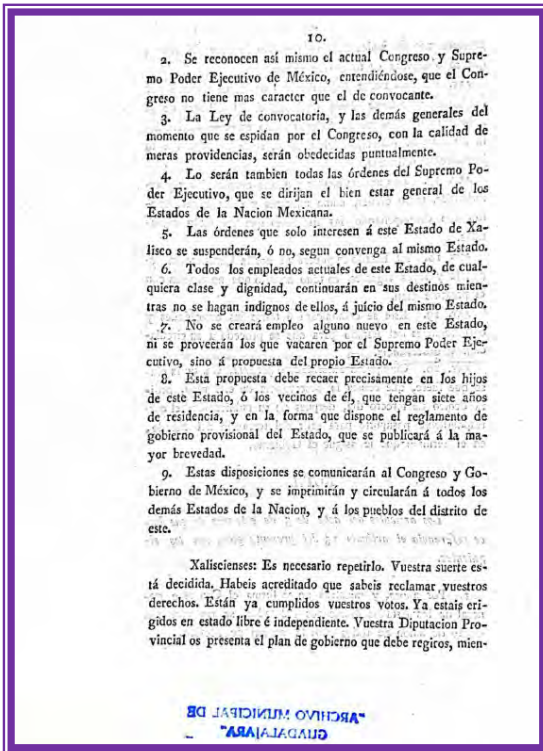 10.
2. Se reconocen así mismo el actual Congreso y Supre-
mo Poder Ejecutivo de México, entendiéndose, que el Con-
greso no tiene mas caracter que el de convocante.
3. La Ley de convocatoria, y las demás generales del
momento que se espidan por el Congreso, con la calidad de
meras providencias, serán obedecidas puntualmente.
4. Lo serán tambien todas las órdenes del Supremo Po-
der Ejecutivo, que se dirijan el bien estar general de los
Estados de la Nacion Mexicana.
5. Las órdenes que solo interesen á este Estado de Xa-
lisco se suspenderán, ó no, segun convenga al mismo Estado.
6. Todos los empleados actuales de este Estado, de cual-
quiera clase y dignidad, continuarán en sus destinos mien-
tras no se hagan indignos de ellos, á juício del mismo Estado.
7. No se creará empleo alguno nuevo en este Estado,
ni se proveerán los que vacaren por el Supremo Poder Eje-
cutivo, sino á propuesta del propio Estado.
8. Esta propuesta debe recaer precisamente en los hijos
de este Estado, ó los vecinos de él, que tengan siete años
de residencia, y en la forma que dispone el reglamento de
gobierno provisional del Estado, que se publicará á la ma-
yor brevedad.
9. Estas disposiciones se comunicarán al Congreso y Go-
bierno de México, y se imprimirán y circularán á todos los
demás Estados de la Nacion, y á los pueblos del distrito de
este.
Xaliscienses: Es necesario repetirlo. Vuestra suerte es-
tá decidida. Habeis acreditado que sabeis reclamar vuestros
derechos. Están ya cumplidos vuestros votos. Ya estais eri-
gidos en estado libre é independiente. Vuestra Diputacion Pro-
vincial os presenta el plan de gobierno que debe regiros, mien-
"ARCHIVO MUNICIPAL DE
GUADALAJARA"